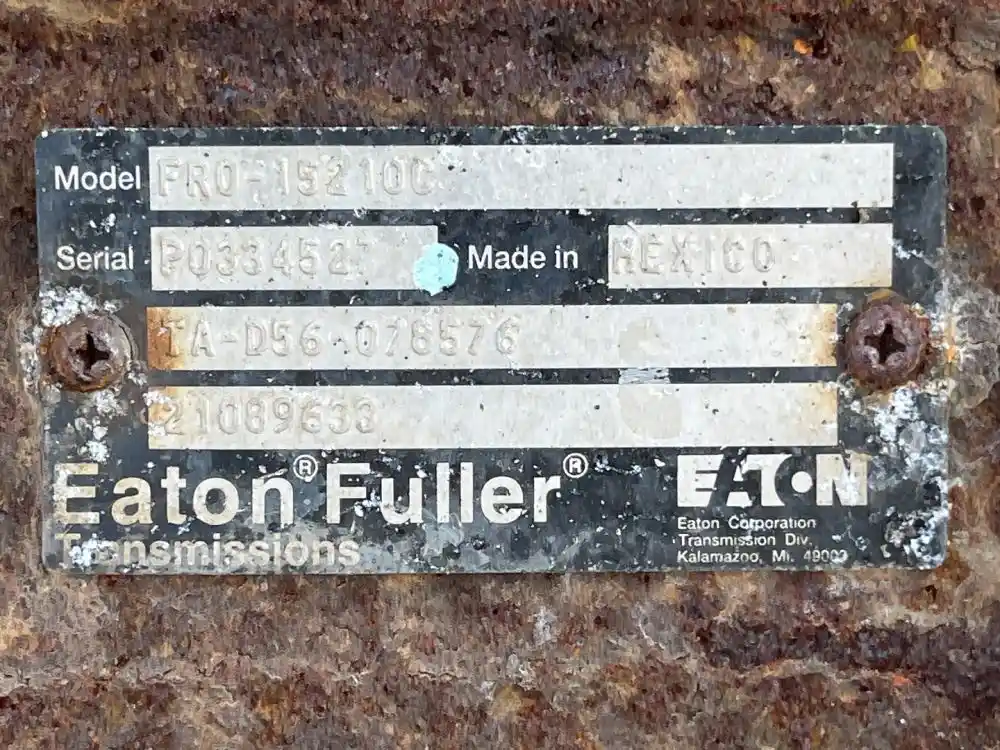 Model FRO-15210C
Serial P0334527 Made in MEXICO
TA-D56-078576
21089633
Eaton® Fuller®
Transmissions
EATON
Eaton Corporation
Transmission Div.
Kalamazoo, Mi. 49003